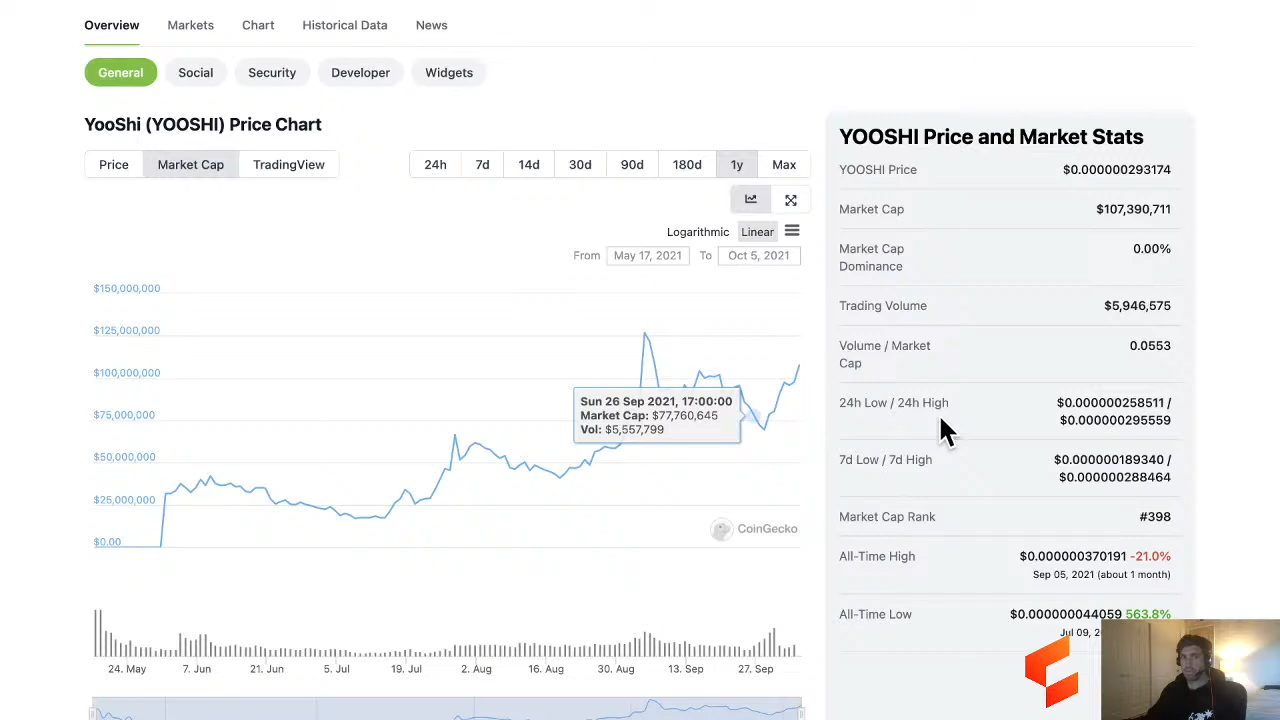 Overview Markets Chart Historical Data News
General Social Security Developer Widgets
YooShi (YOOSHI) Price Chart
Price Market Cap TradingView
24h 7d 14d 30d 90d 180d 1y Max
Logarithmic Linear
From May 17, 2021 To Oct 5, 2021
$150,000,000
$125,000,000
$100,000,000
$75,000,000
$50,000,000
$25,000,000
$0.00
Sun 26 Sep 2021, 17:00:00
Market Cap: $77,760,645
Vol: $5,557,799
CoinGecko
24. May 7. Jun 21. Jun 5. Jul 19. Jul 2. Aug 16. Aug 30. Aug 13. Sep 27. Sep
YOOSHI Price and Market Stats
YOOSHI Price $0.000000293174
Market Cap $107,390,711
Market Cap Dominance 0.00%
Trading Volume $5,946,575
Volume / Market Cap 0.0553
24h Low / 24h High $0.000000258511 /
$0.000000295559
7d Low / 7d High $0.000000189340 /
$0.000000288464
Market Cap Rank #398
All-Time High $0.000000370191 -21.0%
Sep 05, 2021 (about 1 month)
All-Time Low $0.000000044059 563.8%
Jul 09, 2